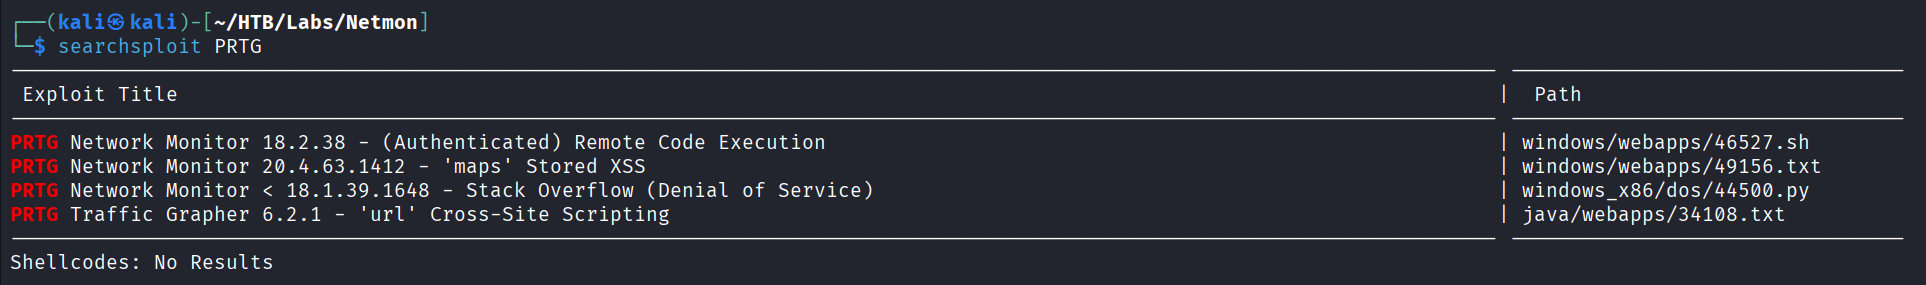 ┌──(kali㉿kali)-[~/HTB/Labs/Netmon]
└─$ searchsploit PRTG
Exploit Title | Path
PRTG Network Monitor 18.2.38 - (Authenticated) Remote Code Execution | windows/webapps/46527.sh
PRTG Network Monitor 20.4.63.1412 - 'maps' Stored XSS | windows/webapps/49156.txt
PRTG Network Monitor < 18.1.39.1648 - Stack Overflow (Denial of Service) | windows_x86/dos/44500.py
PRTG Traffic Grapher 6.2.1 - 'url' Cross-Site Scripting | java/webapps/34108.txt
Shellcodes: No Results